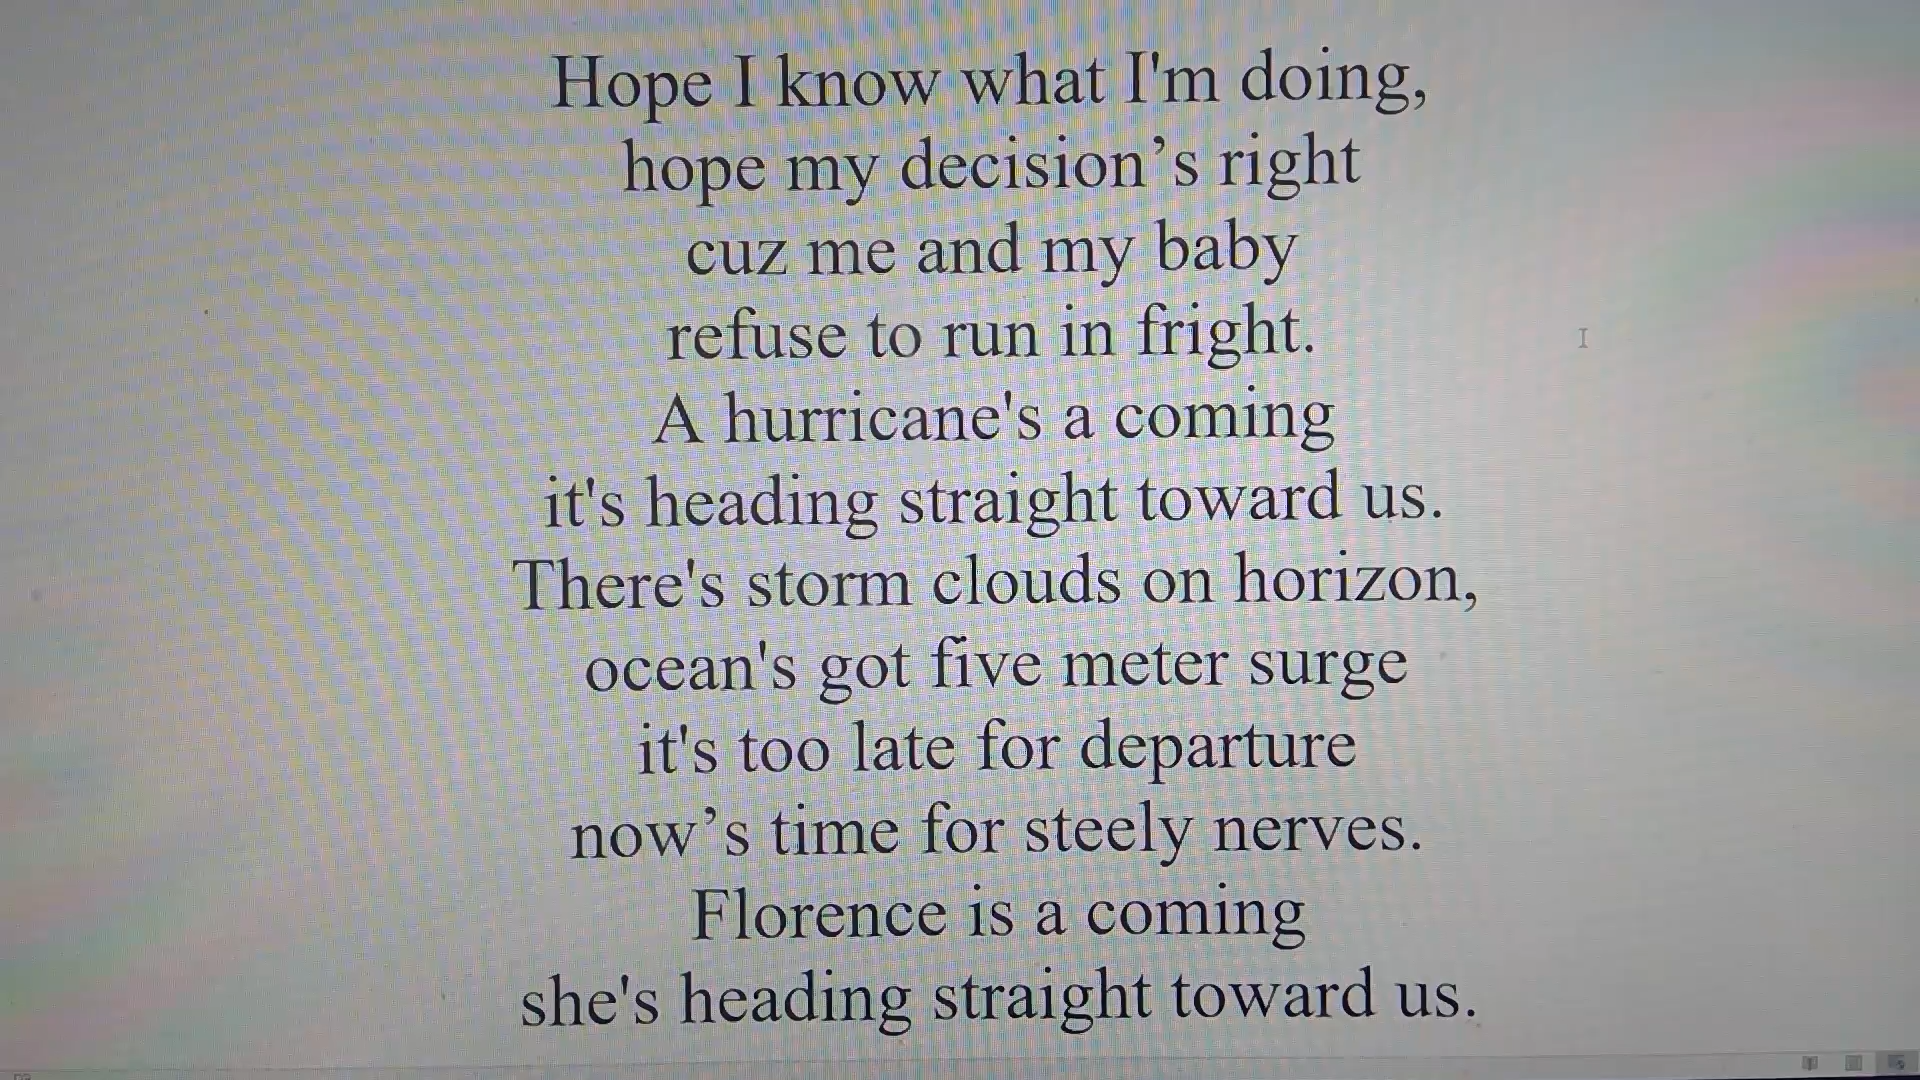 Hope I know what I'm doing,
hope my decision’s right
cuz me and my baby
refuse to run in fright.
A hurricane's a coming
it's heading straight toward us.
There's storm clouds on horizon,
ocean's got five meter surge
it's too late for departure
now’s time for steely nerves.
Florence is a coming
she's heading straight toward us.